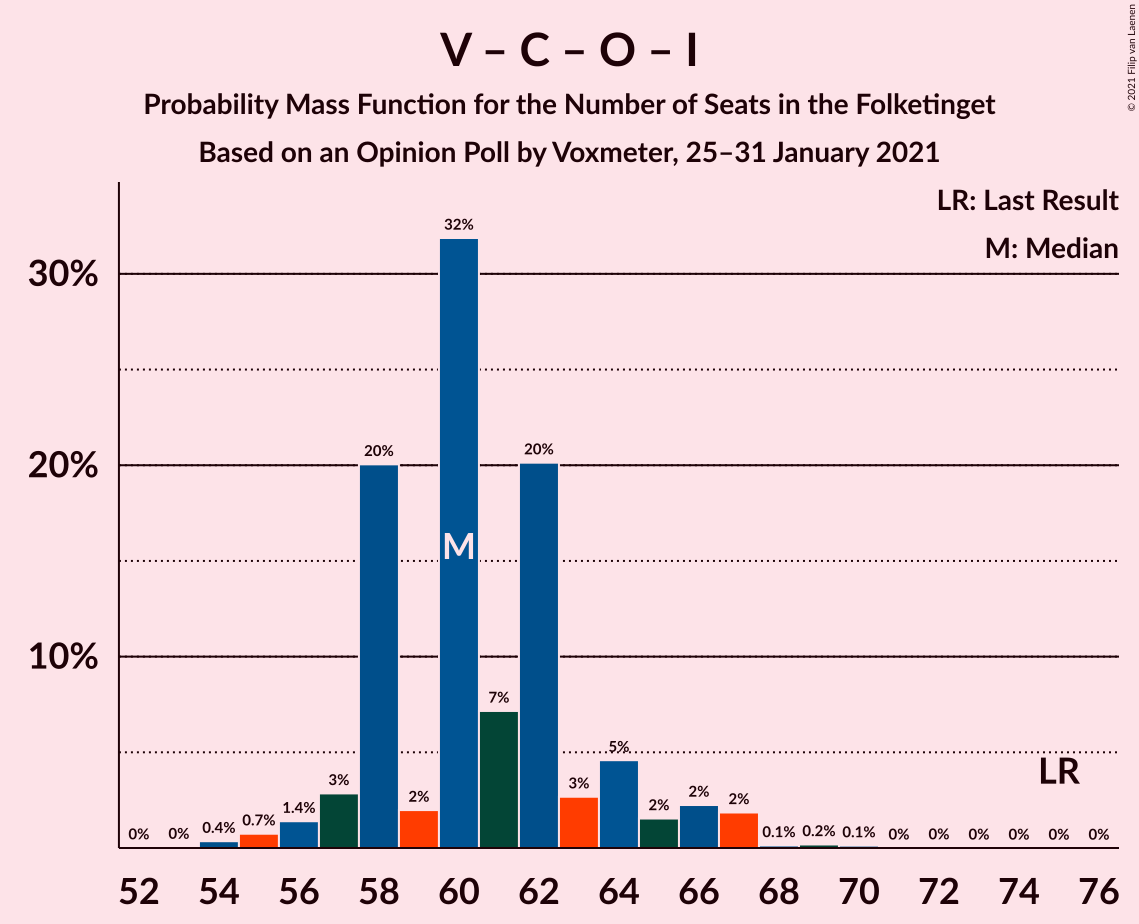 V – C – O – I
Probability Mass Function for the Number of Seats in the Folketinget
Based on an Opinion Poll by Voxmeter, 25–31 January 2021
© 2021 Filip van Laenen
LR: Last Result
M: Median
30%
20%
10%
0% 0% 0.4% 0.7% 1.4% 3% 20% 2% 32% 7% 20% 3% 5% 2% 2% 2% 0.1% 0.2% 0.1% 0% 0% 0% 0% 0% 0%
M
LR
52 54 56 58 60 62 64 66 68 70 72 74 76